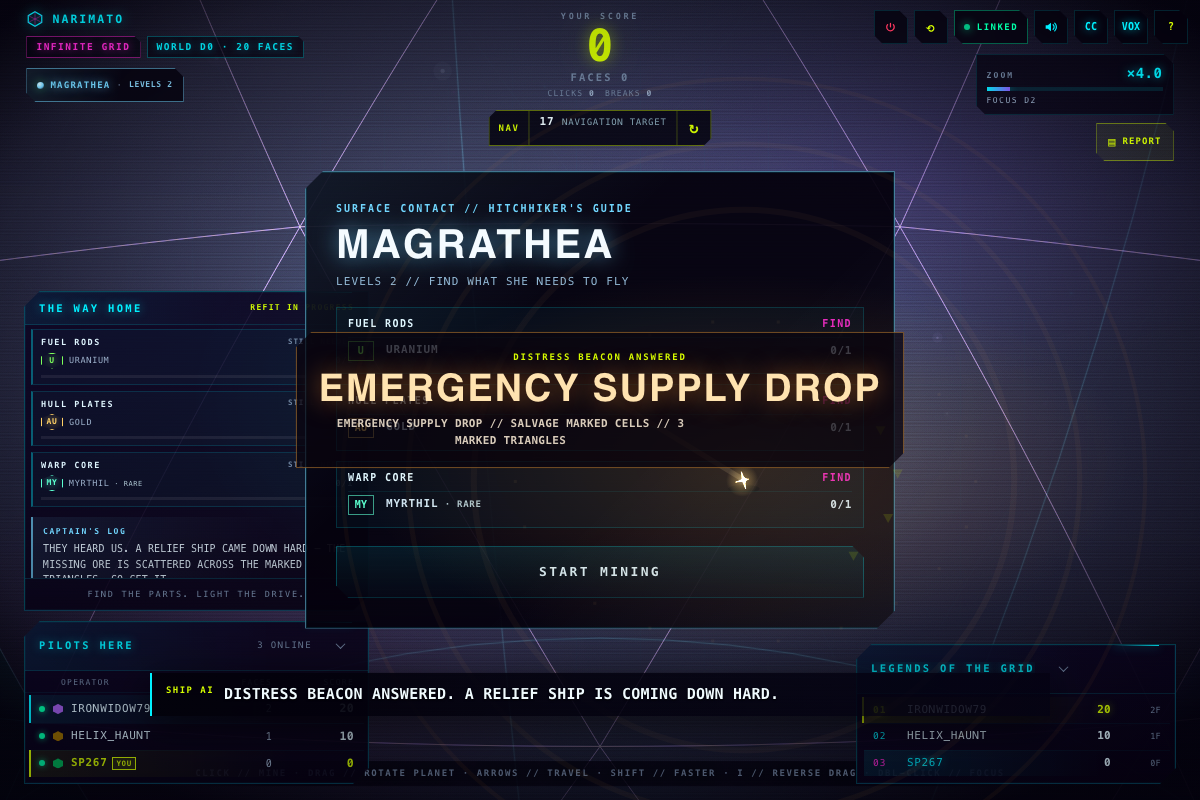 NARIMATO
INFINITE GRID
WORLD D0 · 20 FACES
MAGRATHEA · LEVELS 2
YOUR SCORE
0
FACES 0
CLICKS 0 BREAKS 0
NAV
17 NAVIGATION TARGET
↻
LINKED
CC
VOX
?
ZOOM
×4.0
FOCUS D2
REPORT
SURFACE CONTACT // HITCHHIKER'S GUIDE
MAGRATHEA
LEVELS 2 // FIND WHAT SHE NEEDS TO FLY
FUEL RODS
FIND
U
URANIUM
0/1
DISTRESS BEACON ANSWERED
EMERGENCY SUPPLY DROP
EMERGENCY SUPPLY DROP // SALVAGE MARKED CELLS // 3
MARKED TRIANGLES
HULL PLATES
AU
GOLD
0/1
WARP CORE
FIND
MY
MYRTHIL · RARE
0/1
START MINING
THE WAY HOME
REFIT IN
FUEL RODS
U
URANIUM
HULL PLATES
AU
GOLD
WARP CORE
MY
MYRTHIL · RARE
CAPTAIN'S LOG
THEY HEARD US. A RELIEF SHIP CAME DOWN HARD
MISSING ORE IS SCATTERED ACROSS THE MARKED
TRIANGLES. GO GET IT.
FIND THE PARTS. LIGHT THE DRIVE.
PILOTS HERE
3 ONLINE
OPERATOR
IRONWIDOW79
20
HELIX_HAUNT
1
10
SP267 YOU
0
0
SHIP AI
DISTRESS BEACON ANSWERED. A RELIEF SHIP IS COMING DOWN HARD.
LEGENDS OF THE GRID
01
IRONWIDOW79
20
2F
02
HELIX_HAUNT
10
1F
03
SP267
0
0F
ROTATE PLANET · ARROWS // TRAVEL · SHIFT // FASTER · I // REVERSE DRAG